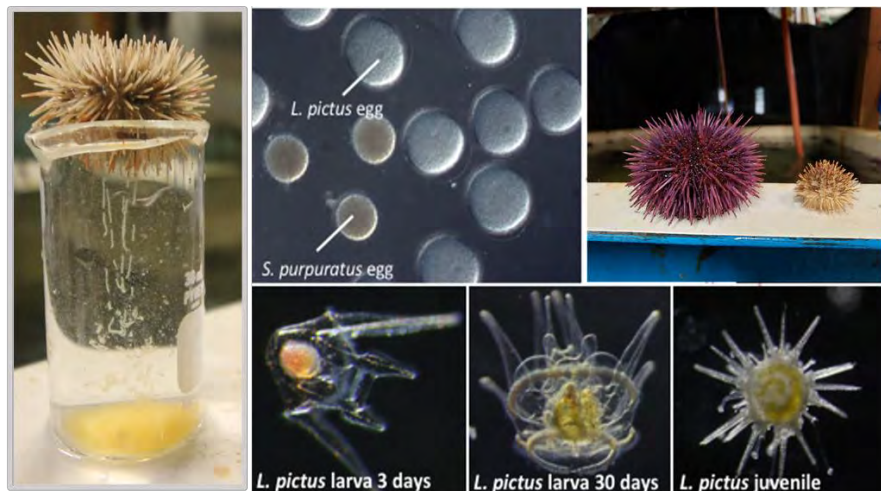 L. pictus egg
S. purpuratus egg
L. pictus larva 3 days
L. pictus larva 30 days
L. pictus juvenile